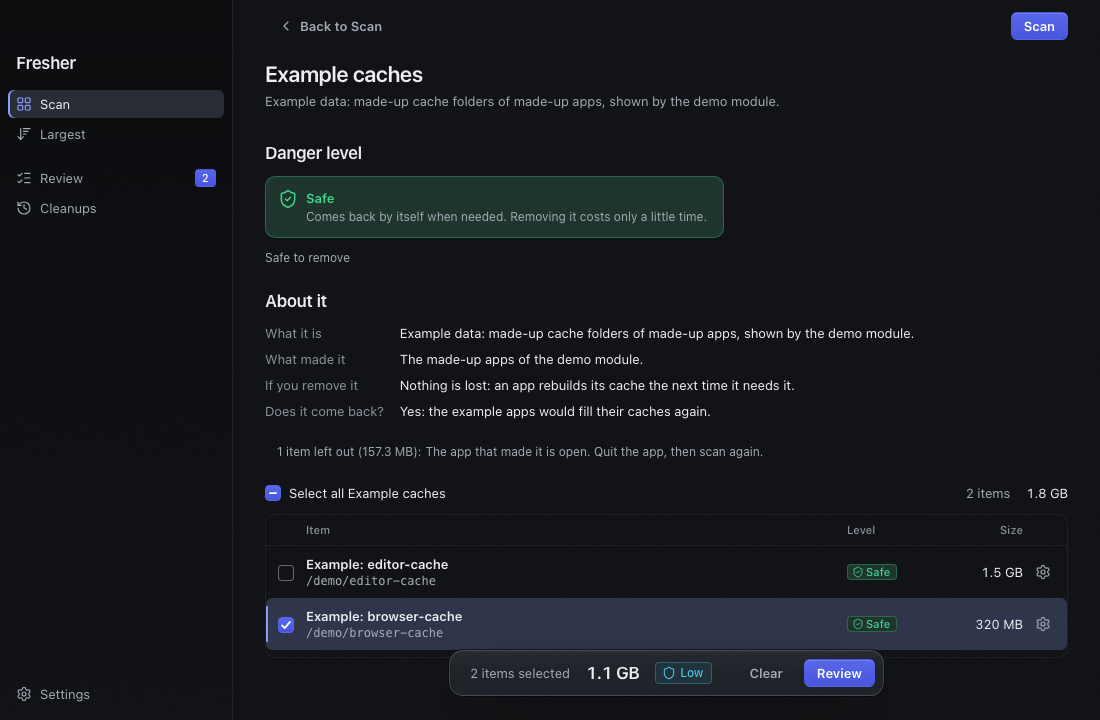 Back to Scan
Scan
Fresher
Scan
Largest
Review 2
Cleanups
Settings
Example caches
Example data: made-up cache folders of made-up apps, shown by the demo module.
Danger level
Safe
Comes back by itself when needed. Removing it costs only a little time.
Safe to remove
About it
What it is Example data: made-up cache folders of made-up apps, shown by the demo module.
What made it The made-up apps of the demo module.
If you remove it Nothing is lost: an app rebuilds its cache the next time it needs it.
Does it come back? Yes: the example apps would fill their caches again.
1 item left out (157.3 MB): The app that made it is open. Quit the app, then scan again.
Select all Example caches 2 items 1.8 GB
Item Level Size
Example: editor-cache
/demo/editor-cache
Safe 1.5 GB
Example: browser-cache
/demo/browser-cache
Safe 320 MB
2 items selected 1.1 GB Low Clear Review